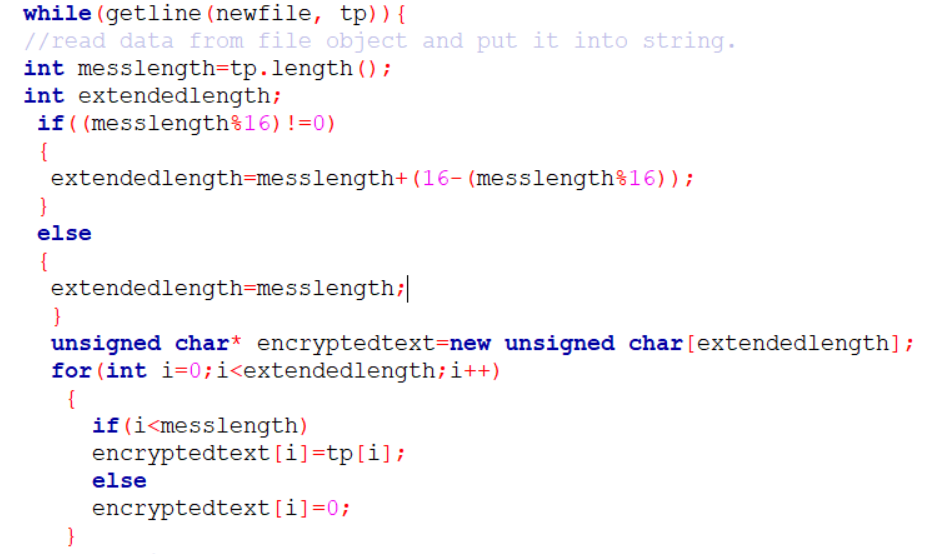 while(getline(newfile, tp)){
//read data from file object and put it into string.
int messlength=tp.length();
int extendedlength;
if((messlength%16)!=0)
{
extendedlength=messlength+(16-(messlength%16));
}
else
{
extendedlength=messlength;
}
unsigned char* encryptedtext=new unsigned char[extendedlength];
for(int i=0;i<extendedlength;i++)
{
if(i<messlength)
encryptedtext[i]=tp[i];
else
encryptedtext[i]=0;
}